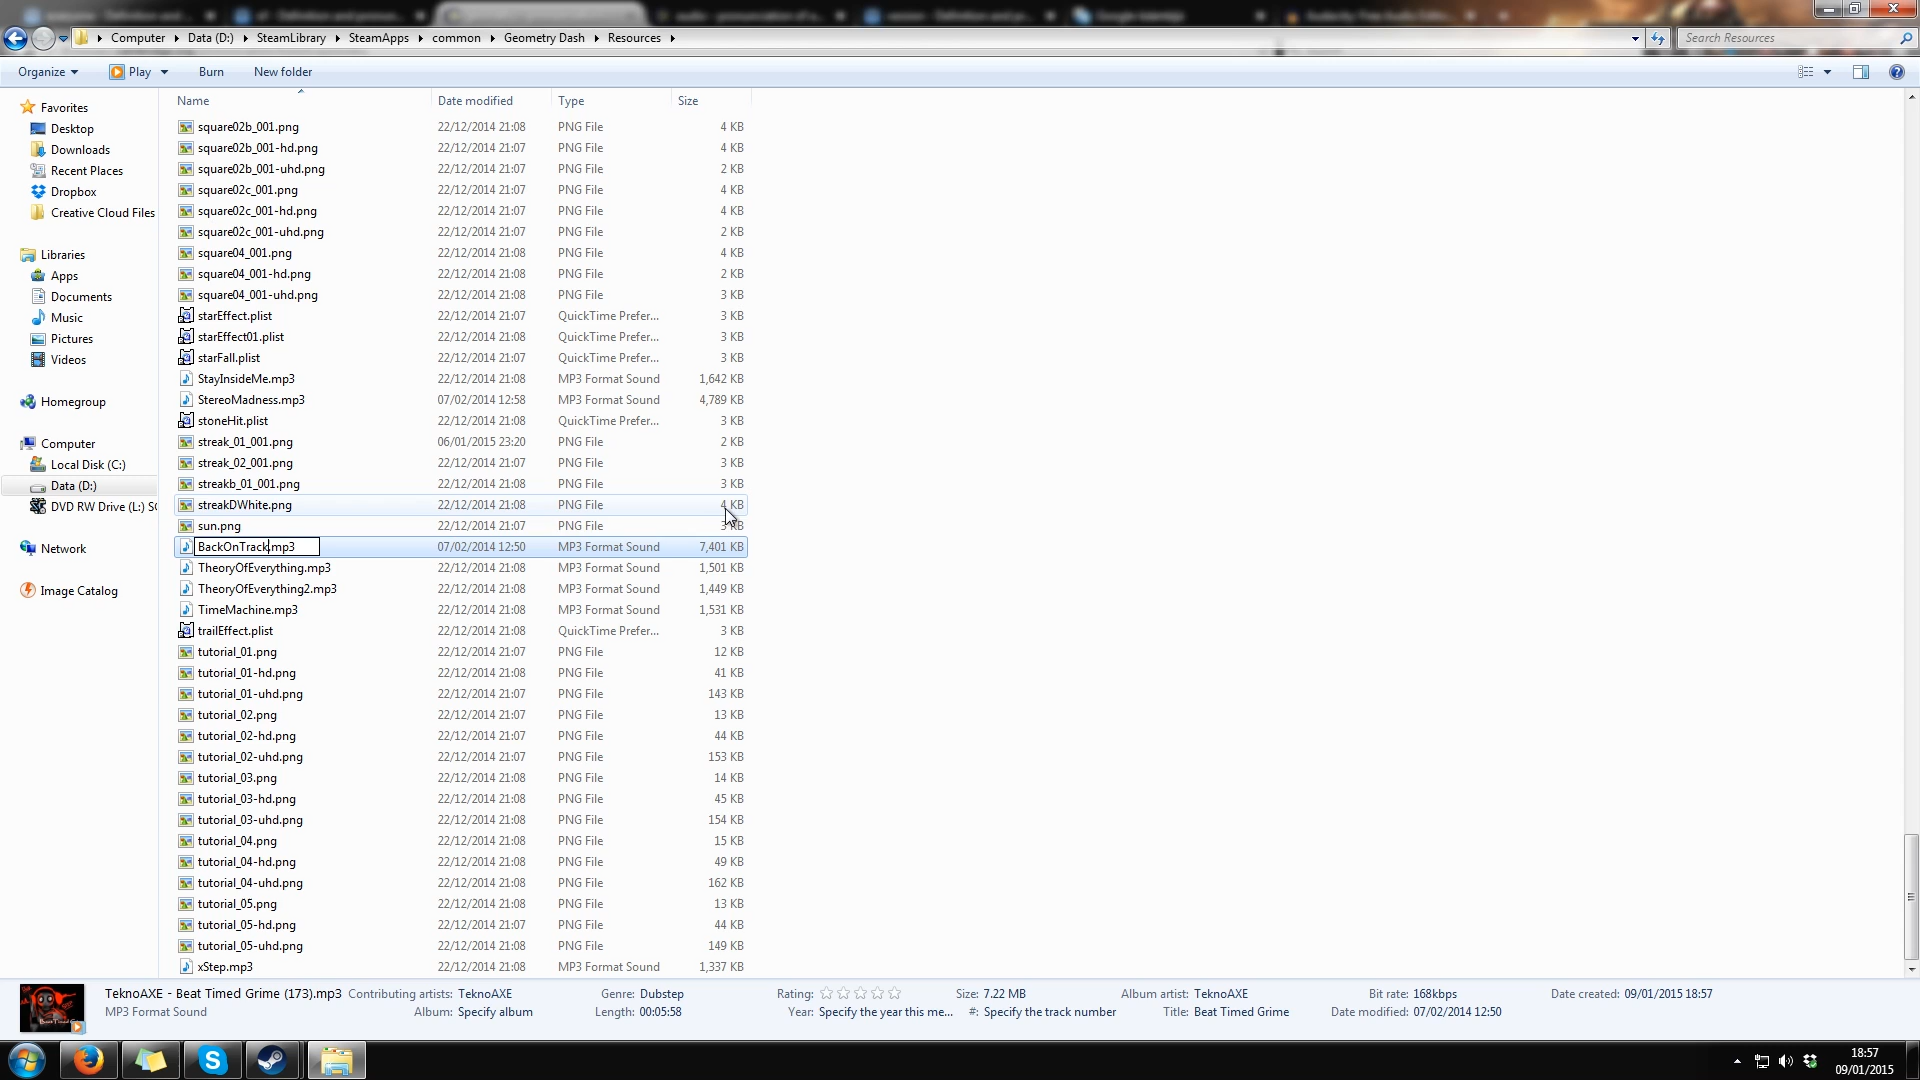 Computer Data (D:) SteamLibrary SteamApps common Geometry Dash Resources
Search Resources
Organize Play Burn New folder
Name Date modified Type Size
Favorites
Desktop
Downloads
Recent Places
Dropbox
Creative Cloud Files
Libraries
Apps
Documents
Music
Pictures
Videos
Homegroup
Computer
Local Disk (C:)
Data (D:)
DVD RW Drive (L:) SC
Network
Image Catalog
square02b_001.png 22/12/2014 21:08 PNG File 4 KB
square02b_001-hd.png 22/12/2014 21:07 PNG File 4 KB
square02b_001-uhd.png 22/12/2014 21:07 PNG File 2 KB
square02c_001.png 22/12/2014 21:07 PNG File 4 KB
square02c_001-hd.png 22/12/2014 21:07 PNG File 4 KB
square02c_001-uhd.png 22/12/2014 21:07 PNG File 2 KB
square04_001.png 22/12/2014 21:08 PNG File 4 KB
square04_001-hd.png 22/12/2014 21:08 PNG File 2 KB
square04_001-uhd.png 22/12/2014 21:08 PNG File 3 KB
starEffect.plist 22/12/2014 21:07 QuickTime Prefer... 3 KB
starEffect01.plist 22/12/2014 21:08 QuickTime Prefer... 3 KB
starFall.plist 22/12/2014 21:07 QuickTime Prefer... 3 KB
StayInsideMe.mp3 22/12/2014 21:08 MP3 Format Sound 1,642 KB
StereoMadness.mp3 07/02/2014 12:58 MP3 Format Sound 4,789 KB
stoneHit.plist 22/12/2014 21:08 QuickTime Prefer... 3 KB
streak_01_001.png 06/01/2015 23:20 PNG File 2 KB
streak_02_001.png 22/12/2014 21:07 PNG File 3 KB
streakb_01_001.png 22/12/2014 21:08 PNG File 3 KB
streakDWhite.png 22/12/2014 21:08 PNG File 4 KB
sun.png 22/12/2014 21:07 PNG File 3 KB
BackOnTrack.mp3 07/02/2014 12:50 MP3 Format Sound 7,401 KB
TheoryOfEverything.mp3 22/12/2014 21:08 MP3 Format Sound 1,501 KB
TheoryOfEverything2.mp3 22/12/2014 21:08 MP3 Format Sound 1,449 KB
TimeMachine.mp3 22/12/2014 21:08 MP3 Format Sound 1,531 KB
trailEffect.plist 22/12/2014 21:08 QuickTime Prefer... 3 KB
tutorial_01.png 22/12/2014 21:07 PNG File 12 KB
tutorial_01-hd.png 22/12/2014 21:08 PNG File 41 KB
tutorial_01-uhd.png 22/12/2014 21:07 PNG File 143 KB
tutorial_02.png 22/12/2014 21:07 PNG File 13 KB
tutorial_02-hd.png 22/12/2014 21:07 PNG File 44 KB
tutorial_02-uhd.png 22/12/2014 21:07 PNG File 153 KB
tutorial_03.png 22/12/2014 21:08 PNG File 14 KB
tutorial_03-hd.png 22/12/2014 21:08 PNG File 45 KB
tutorial_03-uhd.png 22/12/2014 21:08 PNG File 154 KB
tutorial_04.png 22/12/2014 21:08 PNG File 15 KB
tutorial_04-hd.png 22/12/2014 21:08 PNG File 49 KB
tutorial_04-uhd.png 22/12/2014 21:08 PNG File 162 KB
tutorial_05.png 22/12/2014 21:08 PNG File 13 KB
tutorial_05-hd.png 22/12/2014 21:07 PNG File 44 KB
tutorial_05-uhd.png 22/12/2014 21:08 PNG File 149 KB
xStep.mp3 22/12/2014 21:08 MP3 Format Sound 1,337 KB
TeknoAXE - Beat Timed Grime (173).mp3 Contributing artists: TeknoAXE Genre: Dubstep Rating: Size: 7.22 MB Album artist: TeknoAXE Bit rate: 168kbps Date created: 09/01/2015 18:57
MP3 Format Sound Album: Specify album Length: 00:05:58 Year: Specify the year this me... #: Specify the track number Title: Beat Timed Grime Date modified: 07/02/2014 12:50
18:57
09/01/2015